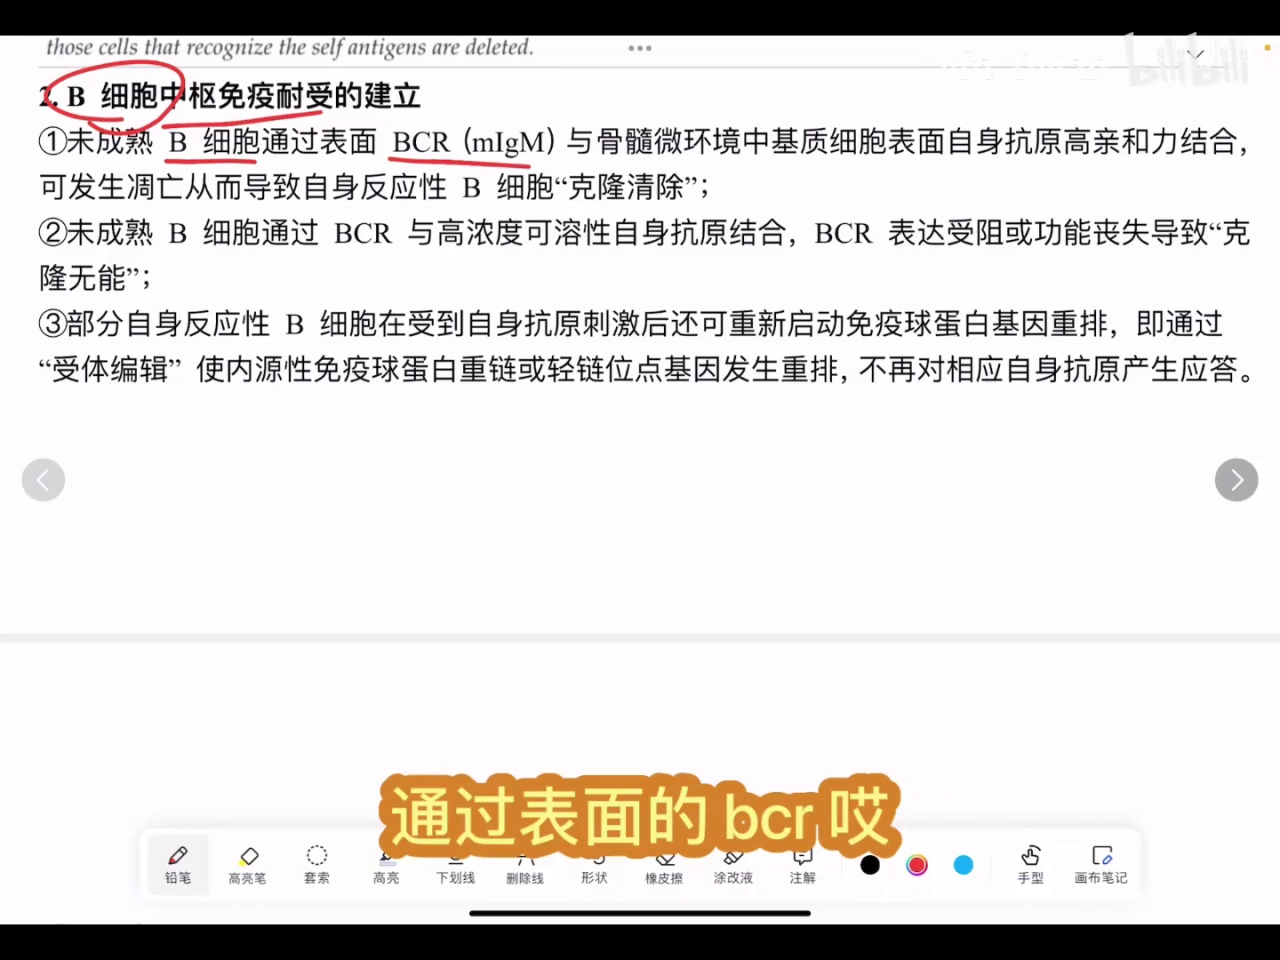 those cells that recognize the self antigens are deleted.
bilibili
2. B 细胞中枢免疫耐受的建立
①未成熟 B 细胞通过表面 BCR (mIgM) 与骨髓微环境中基质细胞表面自身抗原高亲和力结合，
可发生凋亡从而导致自身反应性 B 细胞“克隆清除”；
②未成熟 B 细胞通过 BCR 与高浓度可溶性自身抗原结合，BCR 表达受阻或功能丧失导致“克
隆无能”；
③部分自身反应性 B 细胞在受到自身抗原刺激后还可重新启动免疫球蛋白基因重排，即通过
“受体编辑” 使内源性免疫球蛋白重链或轻链位点基因发生重排，不再对相应自身抗原产生应答。
通过表面的 bcr 哎
铅笔 高亮笔 套索 高亮 下划线 删除线 形状 橡皮擦 涂改液 注解 手型 画布笔记